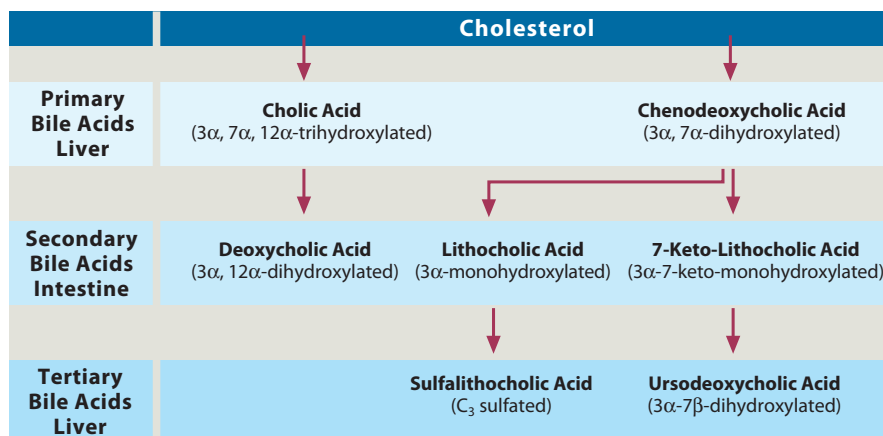 Cholesterol
Primary
Bile Acids
Liver
Cholic Acid
(3α, 7α, 12α-trihydroxylated)
Chenodeoxycholic Acid
(3α, 7α-dihydroxylated)
Secondary
Bile Acids
Intestine
Deoxycholic Acid
(3α, 12α-dihydroxylated)
Lithocholic Acid
(3α-monohydroxylated)
7-Keto-Lithocholic Acid
(3α-7-keto-monohydroxylated)
Tertiary
Bile Acids
Liver
Sulfalithocholic Acid
(C₃ sulfated)
Ursodeoxycholic Acid
(3α-7β-dihydroxylated)